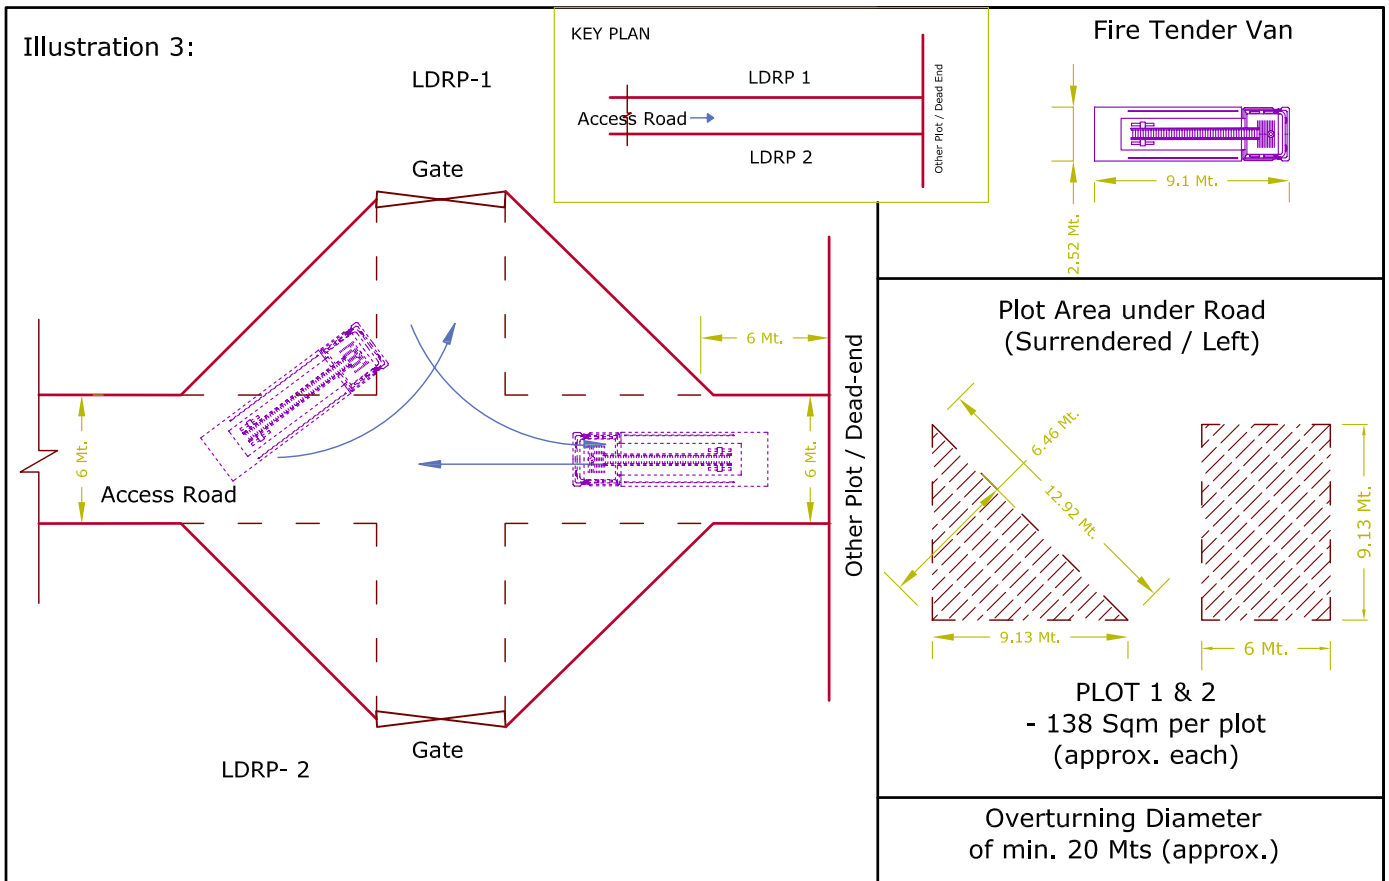 Illustration 3:
LDRP-1
Gate
KEY PLAN
LDRP 1
Access Road
LDRP 2
Other Plot / Dead End
Fire Tender Van
9.1 Mt.
2.52 Mt.
6 Mt.
6 Mt.
6 Mt.
Access Road
Other Plot / Dead-end
Gate
LDRP- 2
Plot Area under Road
(Surrendered / Left)
6.46 Mt.
12.92 Mt.
9.13 Mt.
9.13 Mt.
6 Mt.
PLOT 1 & 2
- 138 Sqm per plot
(approx. each)
Overturning Diameter
of min. 20 Mts (approx.)